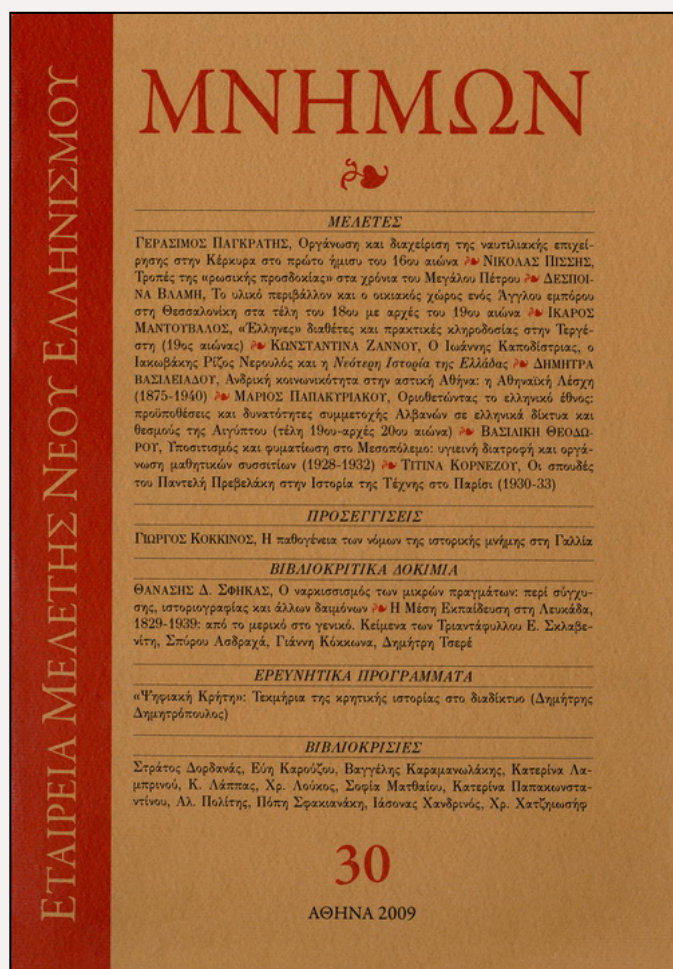 ΕΤΑΙΡΕΙΑ ΜΕΛΕΤΗΣ ΝΕΟΥ ΕΛΛΗΝΙΣΜΟΥ
ΜΝΗΜΩΝ
ΜΕΛΕΤΕΣ
ΓΕΡΑΣΙΜΟΣ ΠΑΓΚΡΑΤΗΣ, Οργάνωση και διαχείριση της ναυτιλιακής επιχεί-
ρησης στην Κέρκυρα στο πρώτο ήμισυ του 16ου αιώνα ❧ ΝΙΚΟΛΑΣ ΠΙΣΣΗΣ,
Τροπές της «ρωσικής προσδοκίας» στα χρόνια του Μεγάλου Πέτρου ❧ ΔΕΣΠΟΙ-
ΝΑ ΒΛΑΜΗ, Το υλικό περιβάλλον και ο οικιακός χώρος ενός Άγγλου εμπόρου
στη Θεσσαλονίκη στα τέλη του 18ου με αρχές του 19ου αιώνα ❧ ΙΚΑΡΟΣ
ΜΑΝΤΟΥΒΑΛΟΣ, «Έλληνες» διαθέτες και πρακτικές κληροδοσίας στην Τεργέ-
στη (19ος αιώνας) ❧ ΚΩΝΣΤΑΝΤΙΝΑ ΖΑΝΝΟΥ, Ο Ιωάννης Καποδίστριας, ο
Ιακωβάκης Ρίζος Νερουλός και η Νεότερη Ιστορία της Ελλάδας ❧ ΔΗΜΗΤΡΑ
ΒΑΣΙΛΕΙΑΔΟΥ, Ανδρική κοινωνικότητα στην αστική Αθήνα: η Αθηναϊκή Λέσχη
(1875-1940) ❧ ΜΑΡΙΟΣ ΠΑΠΑΚΥΡΙΑΚΟΥ, Οριοθετώντας το ελληνικό έθνος:
προϋποθέσεις και δυνατότητες συμμετοχής Αλβανών σε ελληνικά δίκτυα και
θεσμούς της Αιγύπτου (τέλη 19ου-αρχές 20ου αιώνα) ❧ ΒΑΣΙΛΙΚΗ ΘΕΟΔΩ-
ΡΟΥ, Υποσιτισμός και φυματίωση στο Μεσοπόλεμο: υγιεινή διατροφή και οργά-
νωση μαθητικών συσσιτίων (1928-1932) ❧ ΤΙΤΙΝΑ ΚΟΡΝΕΖΟΥ, Οι σπουδές
του Παντελή Πρεβελάκη στην Ιστορία της Τέχνης στο Παρίσι (1930-33)
ΠΡΟΣΕΓΓΙΣΕΙΣ
ΓΙΩΡΓΟΣ ΚΟΚΚΙΝΟΣ, Η παθογένεια των νόμων της ιστορικής μνήμης στη Γαλλία
ΒΙΒΛΙΟΚΡΙΤΙΚΑ ΔΟΚΙΜΙΑ
ΘΑΝΑΣΗΣ Δ. ΣΦΗΚΑΣ, Ο ναρκισσισμός των μικρών πραγμάτων: περί σύγχυ-
σης, ιστοριογραφίας και άλλων δαιμόνων ❧ Η Μέση Εκπαίδευση στη Λευκάδα,
1829-1939: από το μερικό στο γενικό. Κείμενα των Τριαντάφυλλου Ε. Σκλαβε-
νίτη, Σπύρου Ασδραχά, Γιάννη Κόκκωνα, Δημήτρη Τσερέ
ΕΡΕΥΝΗΤΙΚΑ ΠΡΟΓΡΑΜΜΑΤΑ
«Ψηφιακή Κρήτη»: Τεκμήρια της κρητικής ιστορίας στο διαδίκτυο (Δημήτρης
Δημητρόπουλος)
ΒΙΒΛΙΟΚΡΙΣΙΕΣ
Στράτος Δορδανάς, Εύη Καρούζου, Βαγγέλης Καραμανωλάκης, Κατερίνα Λα-
μπρινού, Κ. Λάππας, Χρ. Λούκος, Σοφία Ματθαίου, Κατερίνα Παπακωνστα-
ντίνου, Αλ. Πολίτης, Πόπη Σφακιανάκη, Ιάσονας Χανδρινός, Χρ. Χατζηιωσήφ
30
ΑΘΗΝΑ 2009